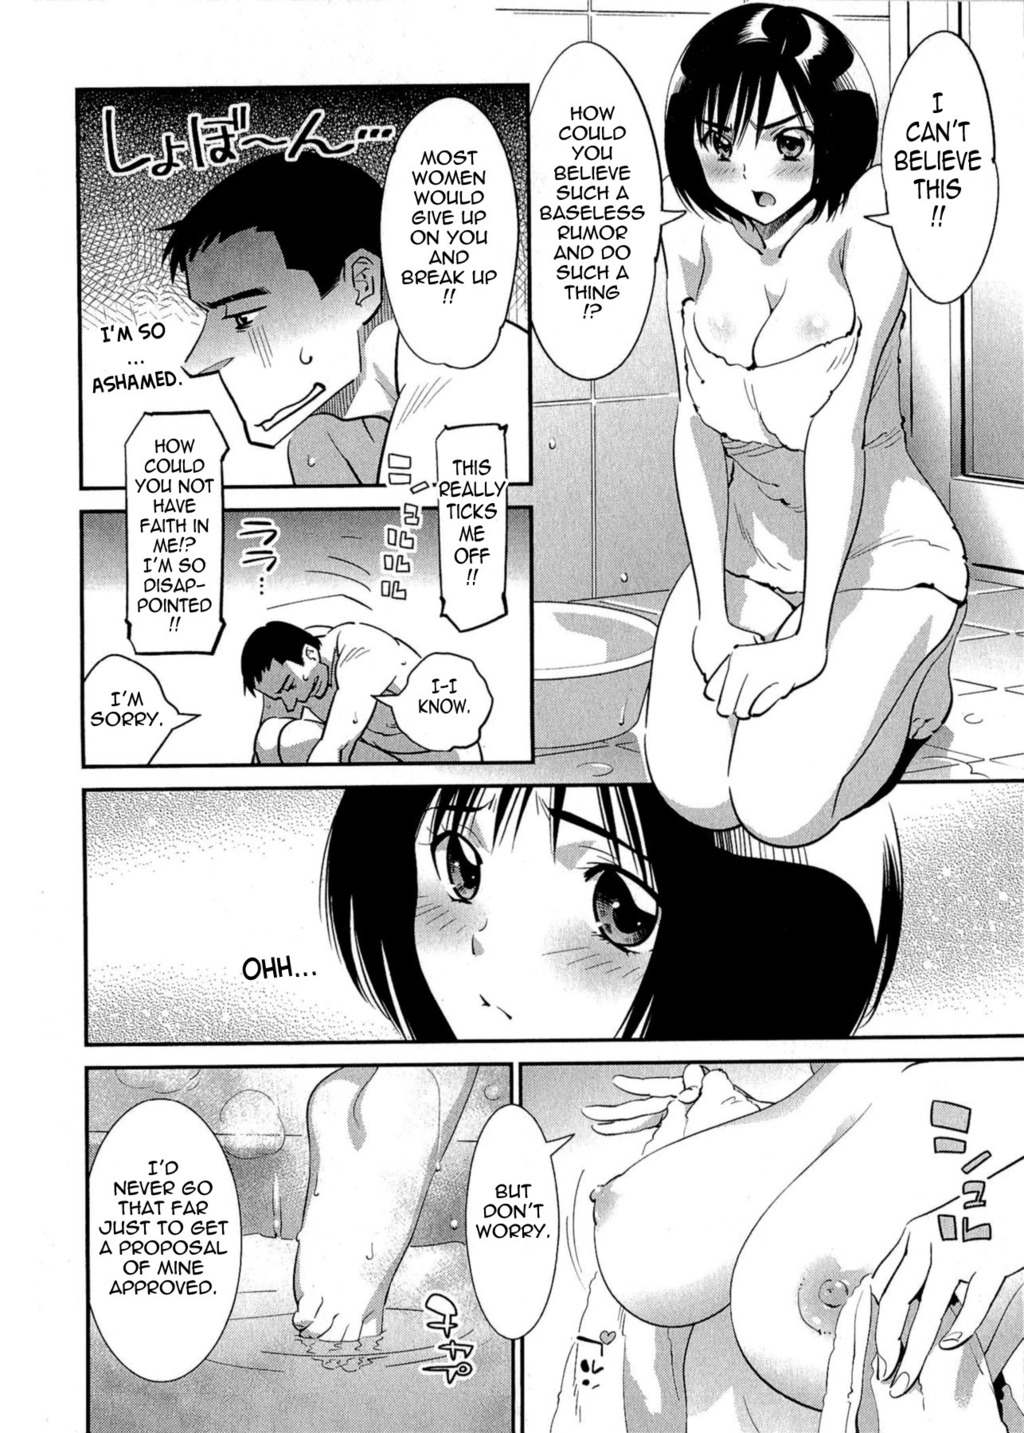 I
CAN'T
BELIEVE
THIS
!!
HOW
COULD
YOU
BELIEVE
SUCH A
BASELESS
RUMOR
AND DO
SUCH A
THING
!?
MOST
WOMEN
WOULD
GIVE UP
ON YOU
AND
BREAK UP
!!
しょぼ～ん…
I'M SO
...
ASHAMED.
THIS
REALLY
TICKS
ME
OFF
!!
HOW
COULD
YOU NOT
HAVE
FAITH IN
ME!?
I'M SO
DISAP-
POINTED
!!
I-I
KNOW.
I'M
SORRY.
OHH...
BUT
DON'T
WORRY.
I'D
NEVER GO
THAT FAR
JUST TO GET
A PROPOSAL
OF MINE
APPROVED.